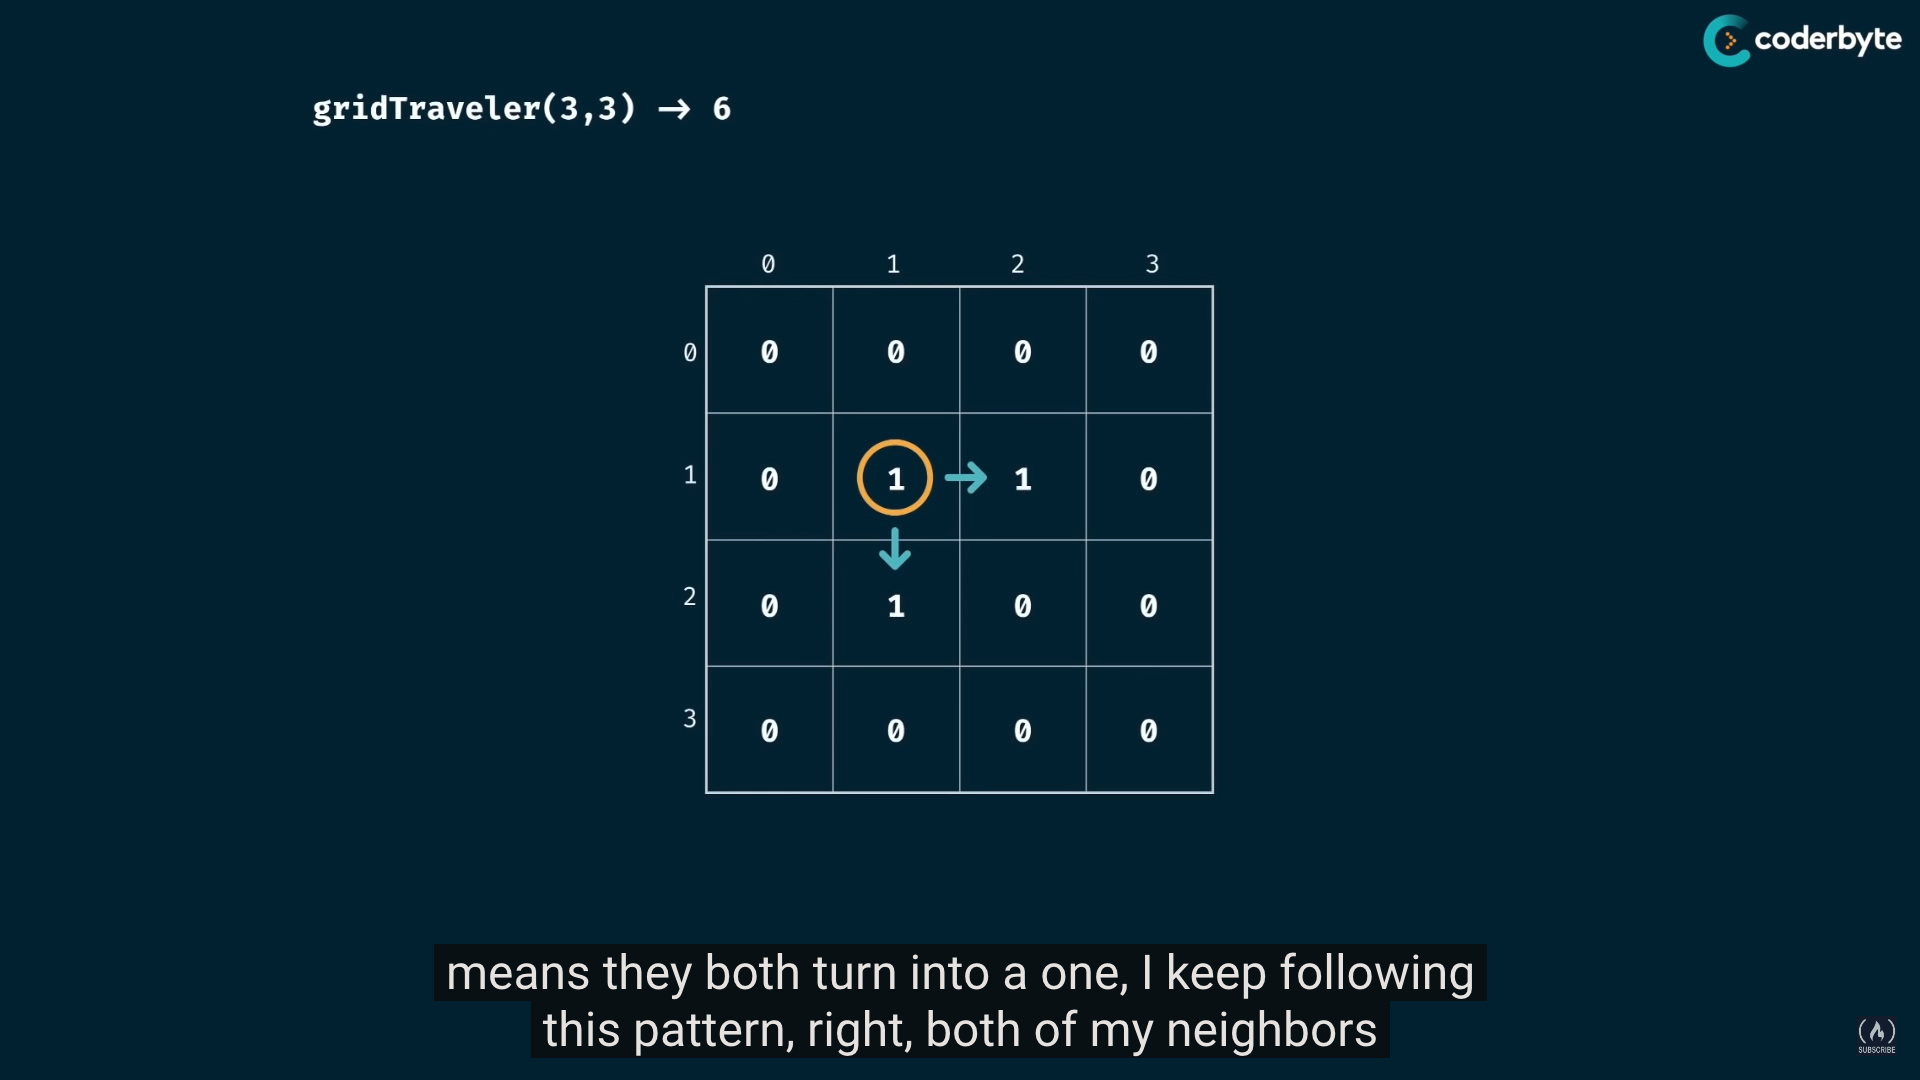 coderbyte
gridTraveler(3,3) → 6
0 1 2 3
0 0 0 0 0
1 0 1 → 1 0
↓
2 0 1 0 0
3 0 0 0 0
means they both turn into a one, I keep following
this pattern, right, both of my neighbors
SUBSCRIBE